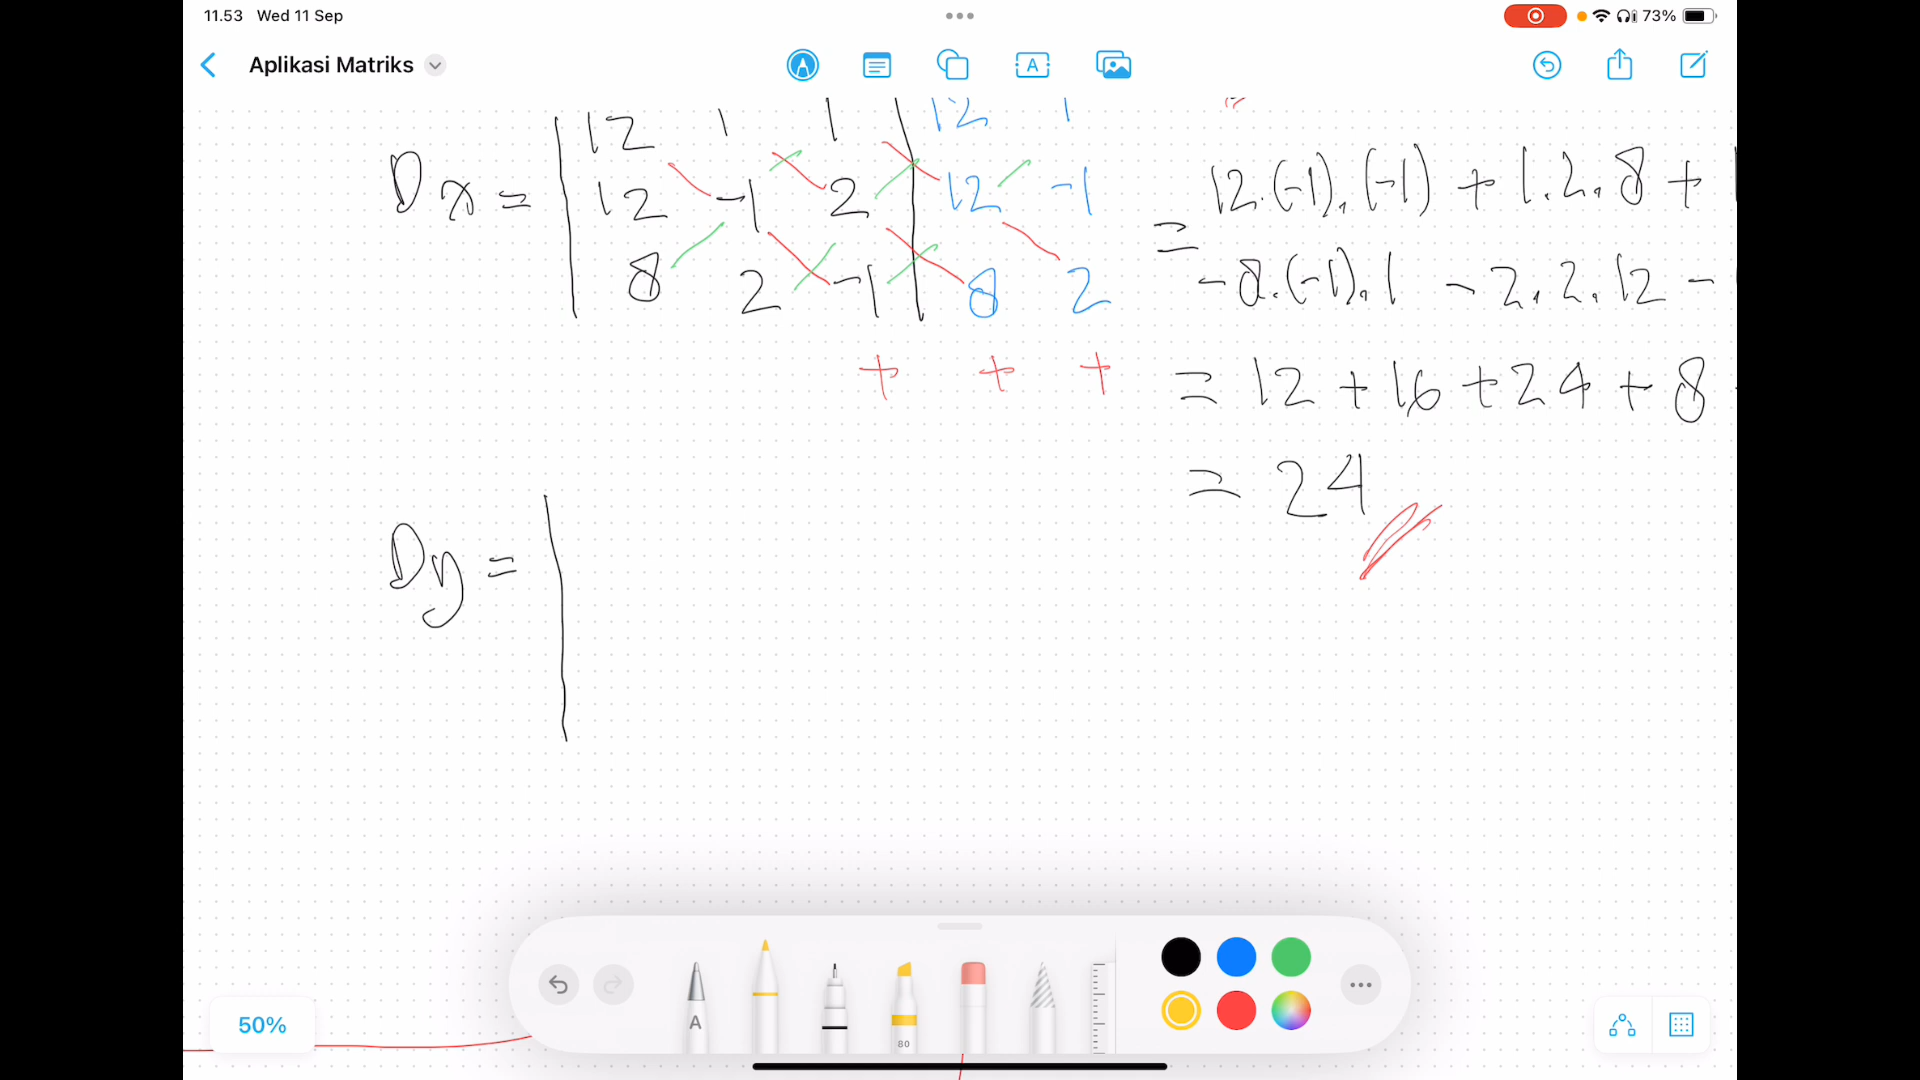 11.53 Wed 11 Sep
73%
Aplikasi Matriks
A
12 1 1 12 1
Dx = 12 -1 2 12 -1
8 2 -1 8 2
+ + +
= 12.(-1).(-1) + 1.2.8 +
-8.(-1).1 - 2.2.12 -
= 12 + 16 + 24 + 8
= 24
Dy =
A
80
50%